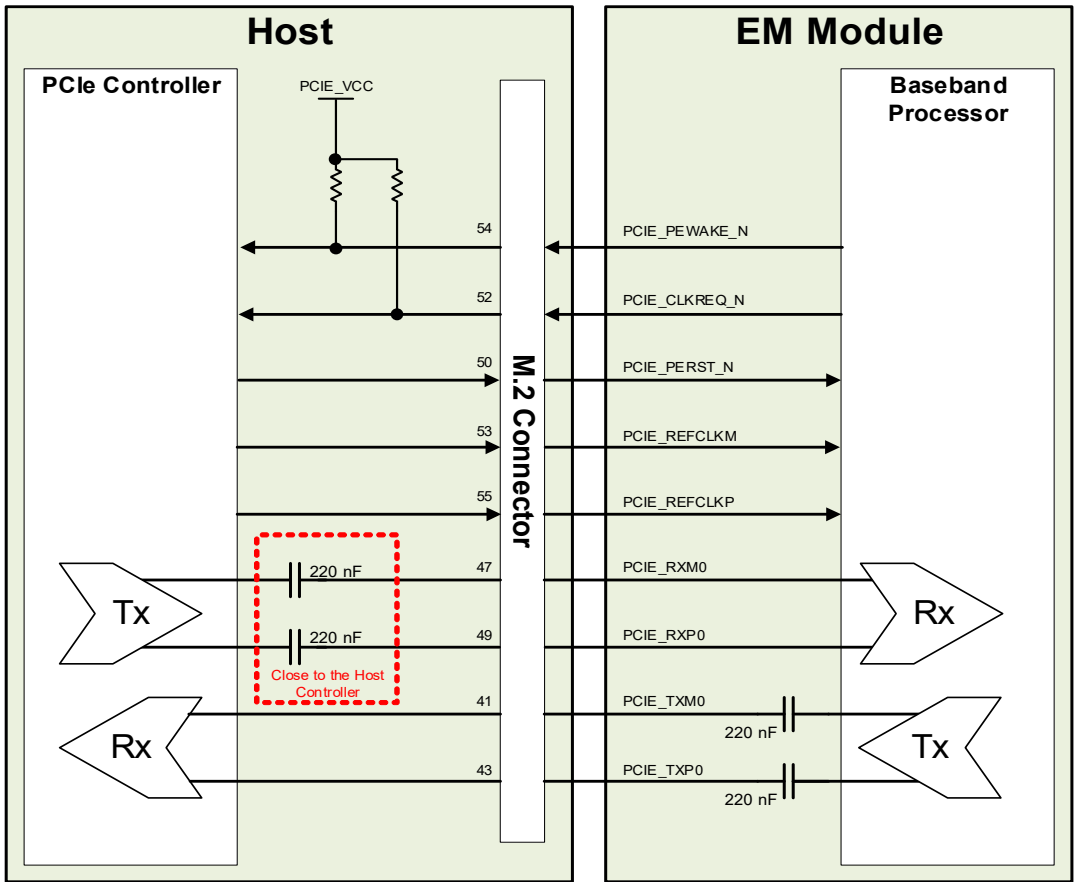 Host
EM Module
PCIe Controller
PCIE_VCC
Baseband
Processor
54
PCIE_PEWAKE_N
52
PCIE_CLKREQ_N
50
PCIE_PERST_N
M.2 Connector
53
PCIE_REFCLKM
55
PCIE_REFCLKP
220 nF
47
PCIE_RXM0
Tx
Rx
220 nF
49
PCIE_RXP0
Close to the Host
Controller
41
PCIE_TXM0
220 nF
Rx
Tx
43
PCIE_TXP0
220 nF